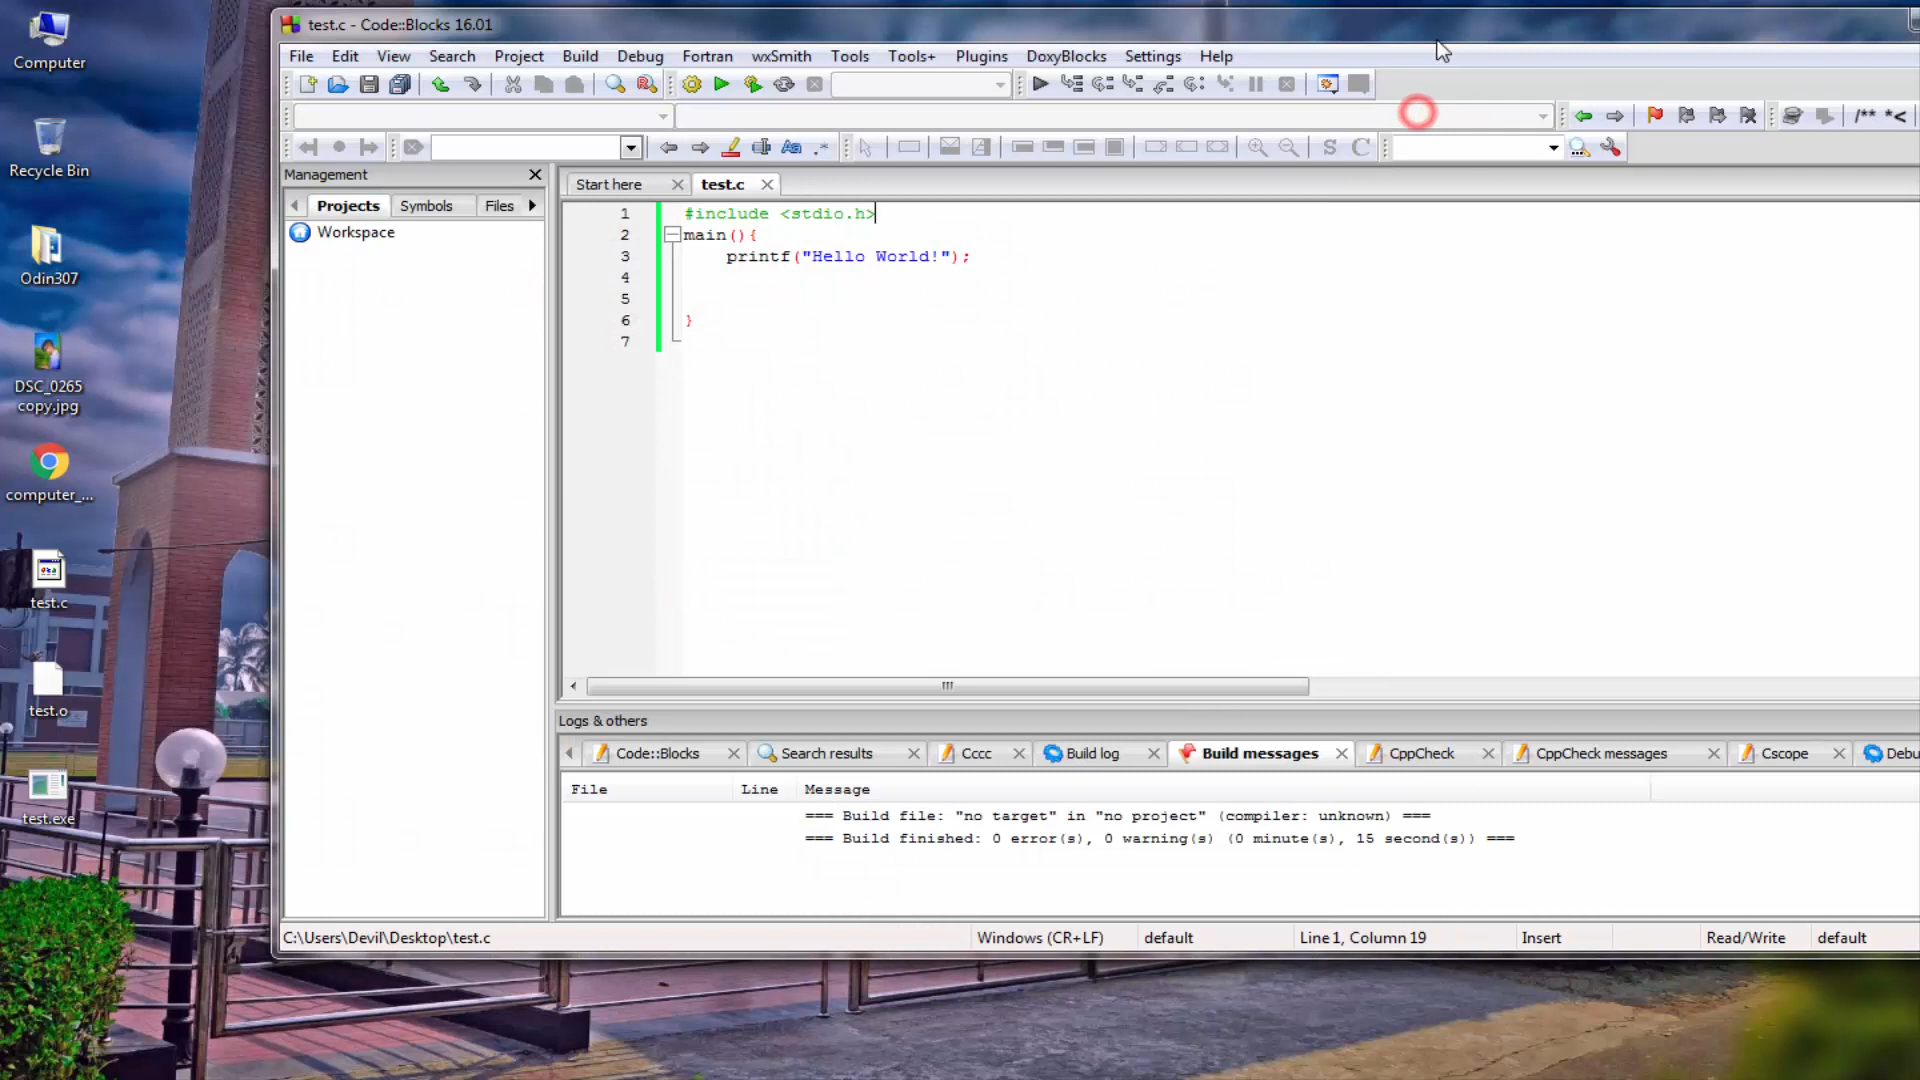 test.c - Code::Blocks 16.01
File Edit View Search Project Build Debug Fortran wxSmith Tools Tools+ Plugins DoxyBlocks Settings Help
/** *<
Aa .*
S C
Management
Projects Symbols Files
Workspace
Start here test.c
1 #include <stdio.h>
2 main(){
3 printf("Hello World!");
4
5
6 }
7
Logs & others
Code::Blocks Search results Cccc Build log Build messages CppCheck CppCheck messages Cscope Debu
File Line Message
=== Build file: "no target" in "no project" (compiler: unknown) ===
=== Build finished: 0 error(s), 0 warning(s) (0 minute(s), 15 second(s)) ===
C:\Users\Devil\Desktop\test.c Windows (CR+LF) default Line 1, Column 19 Insert Read/Write default
Computer
Recycle Bin
Odin307
DSC_0265
copy.jpg
computer_...
test.c
test.o
test.exe